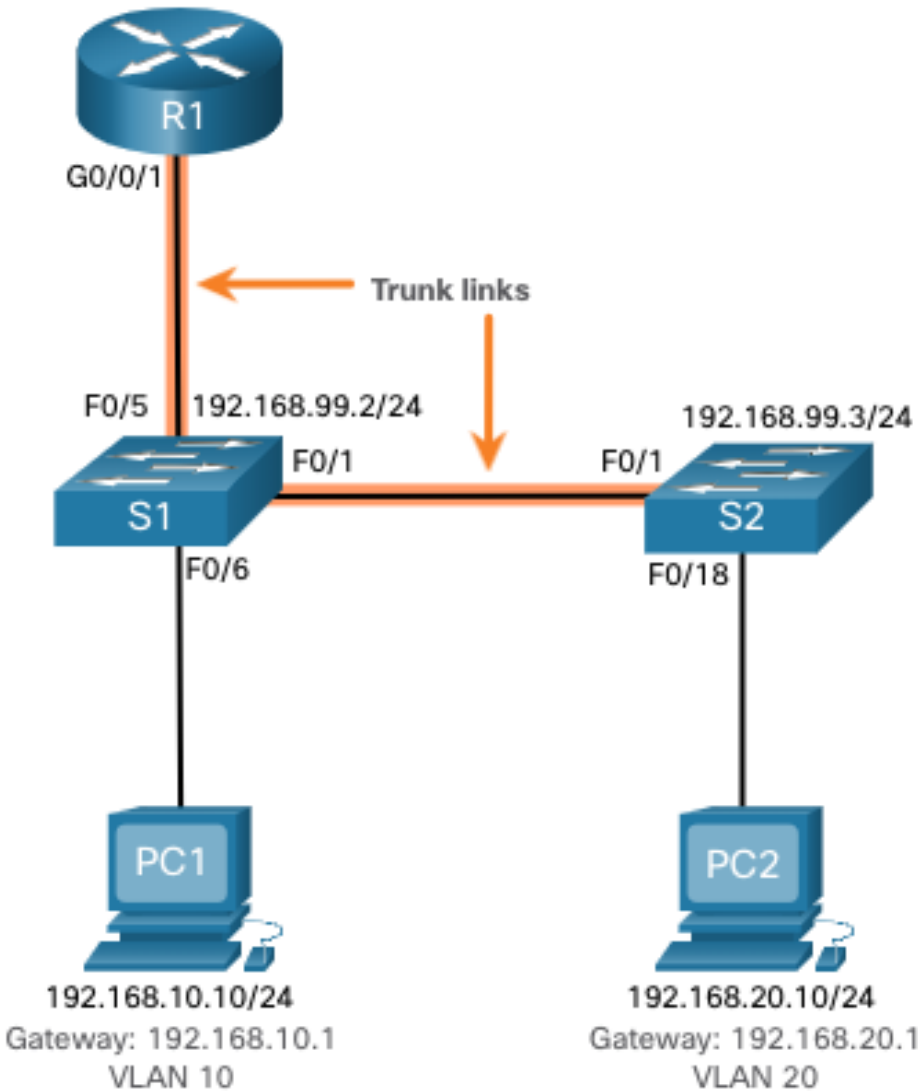 R1
G0/0/1
Trunk links
F0/5
192.168.99.2/24
192.168.99.3/24
F0/1
F0/1
S1
S2
F0/6
F0/18
PC1
PC2
192.168.10.10/24
Gateway: 192.168.10.1
VLAN 10
192.168.20.10/24
Gateway: 192.168.20.1
VLAN 20